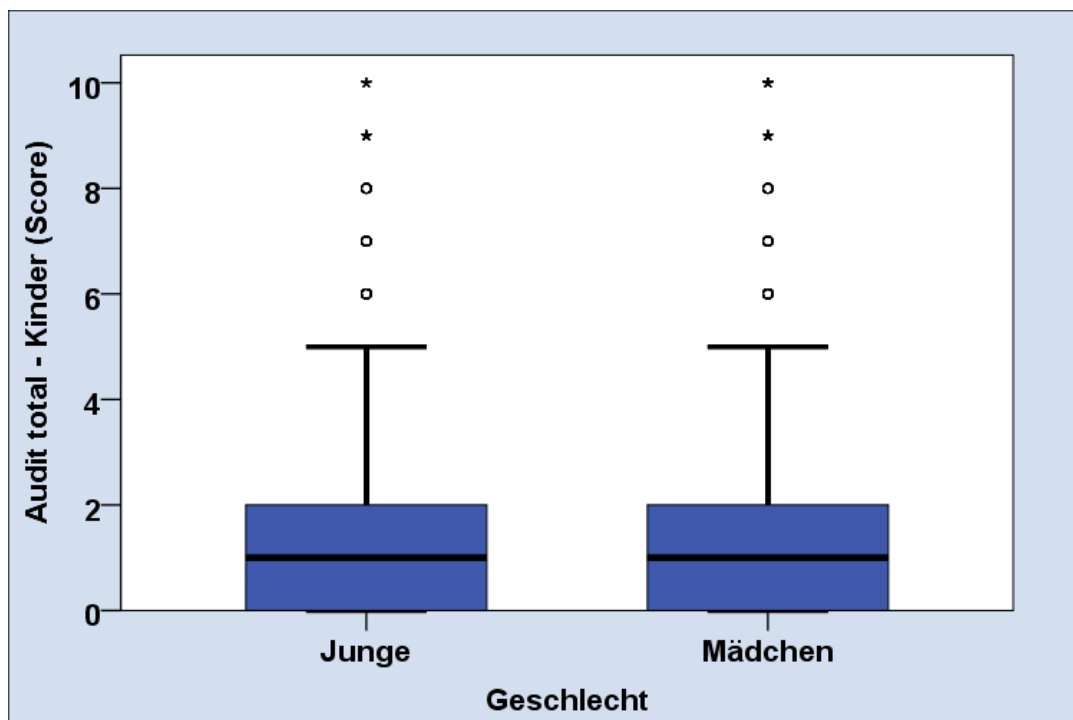 Audit total - Kinder (Score)
10
8
6
4
2
0
Junge
Mädchen
Geschlecht